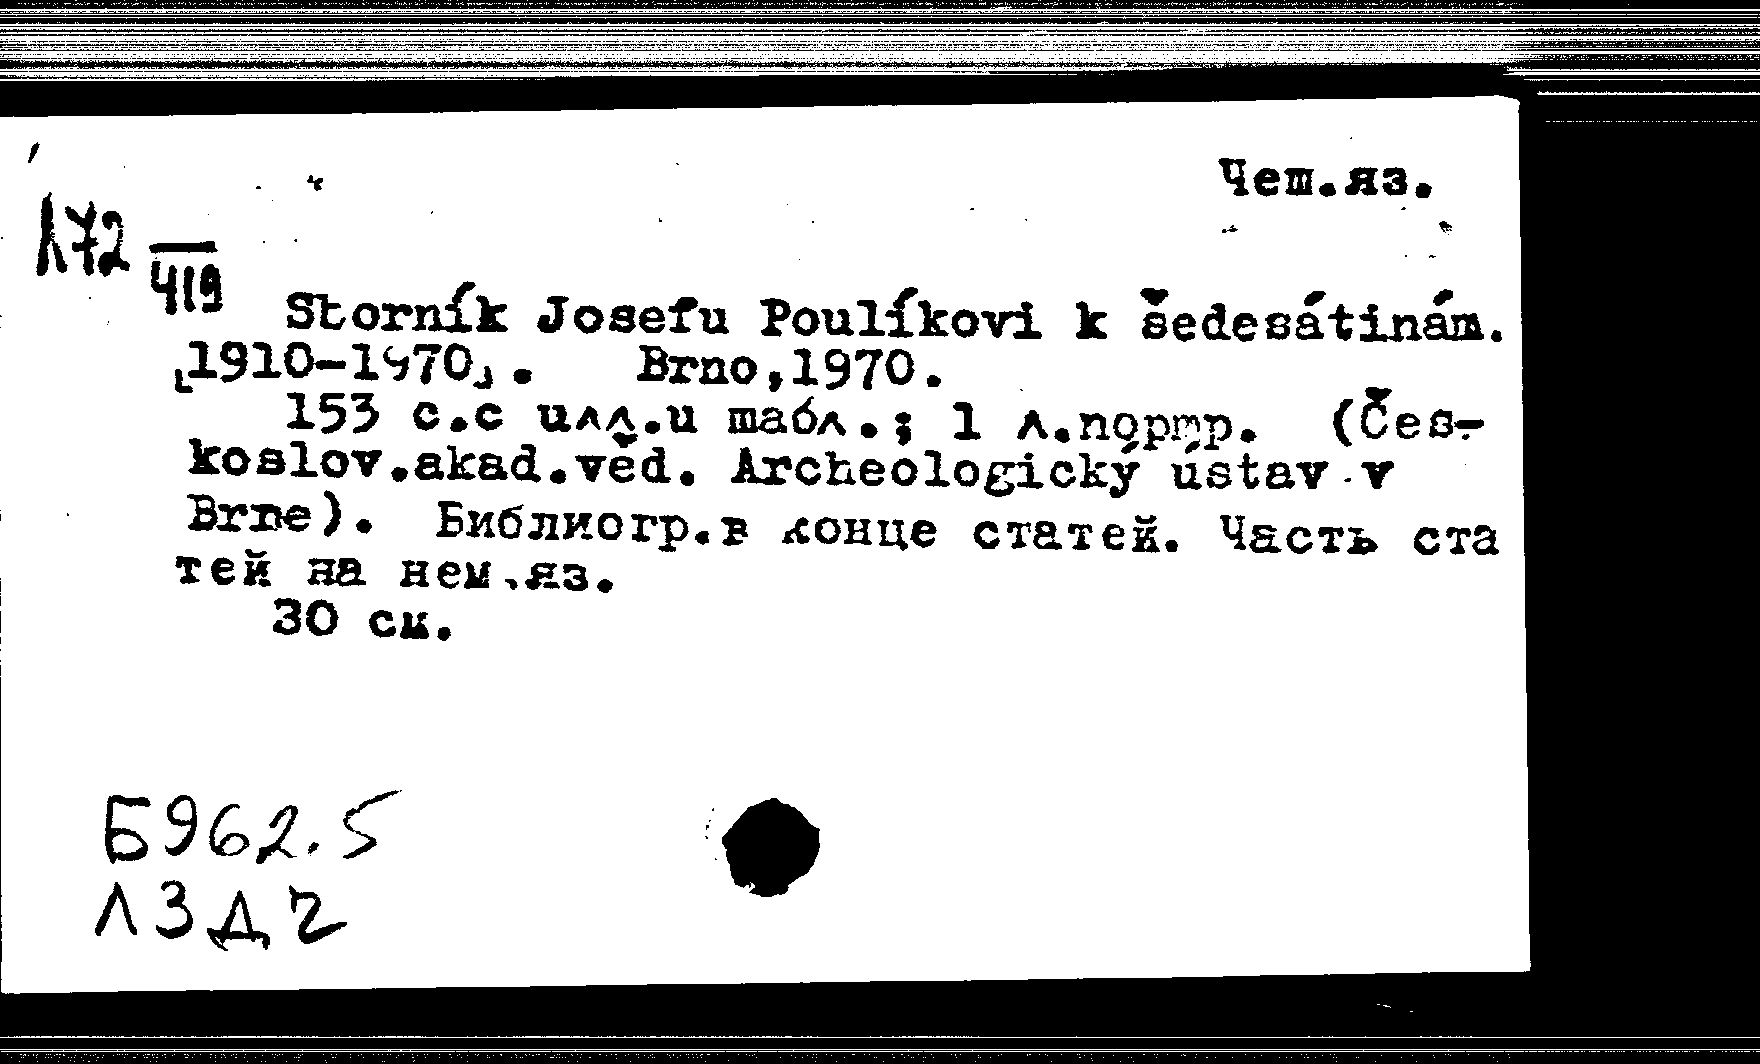 Чеш.яз.
Л72
419
Sborník Josefu Poulíkovi k šedesátinám.
[1910-1970]. Brno,1970.
153 с.с илл.и табл.; 1 л.портр. (Čes-
koslov.akad.věd. Archeologický ústav v
Brne). Библиогр.в конце статей. Часть ста
тей на нем.яз.
30 см.
Б962.5
Л3Д2